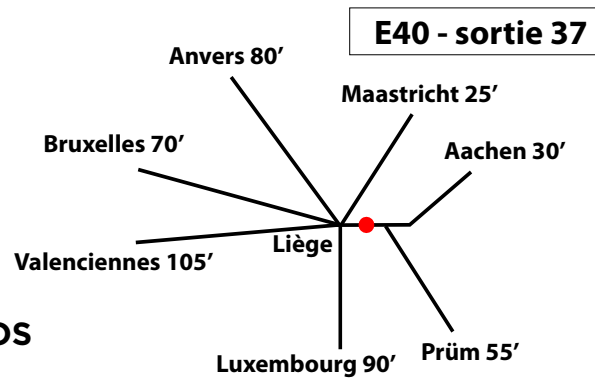 E40 - sortie 37
Anvers 80’
Maastricht 25’
Bruxelles 70’
Aachen 30’
Liège
Valenciennes 105’
Prüm 55’
Luxembourg 90’